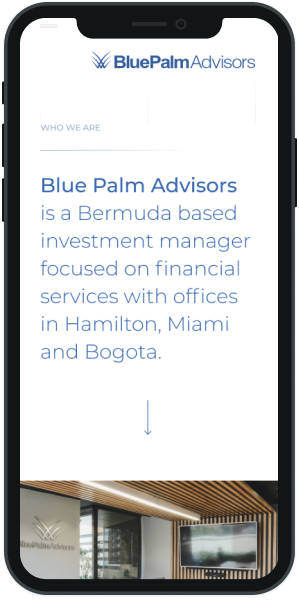 BluePalmAdvisors
WHO WE ARE
Blue Palm Advisors
is a Bermuda based
investment manager
focused on financial
services with offices
in Hamilton, Miami
and Bogota.
BluePalmAdvisors